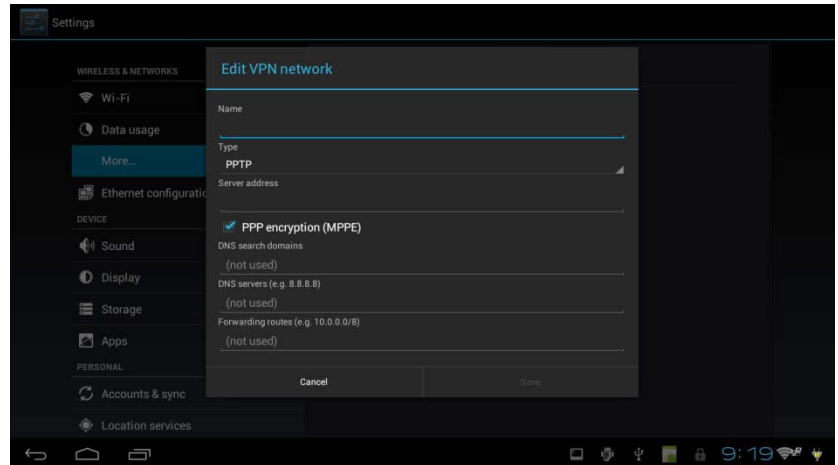 Settings
WIRELESS & NETWORKS
Wi-Fi
Data usage
More...
Ethernet configuratio
DEVICE
Sound
Display
Storage
Apps
PERSONAL
Accounts & sync
Location services
Edit VPN network
Name
Type
PPTP
Server address
PPP encryption (MPPE)
DNS search domains
(not used)
DNS servers (e.g. 8.8.8.8)
(not used)
Forwarding routes (e.g. 10.0.0.0/8)
(not used)
Cancel
Save
9:19